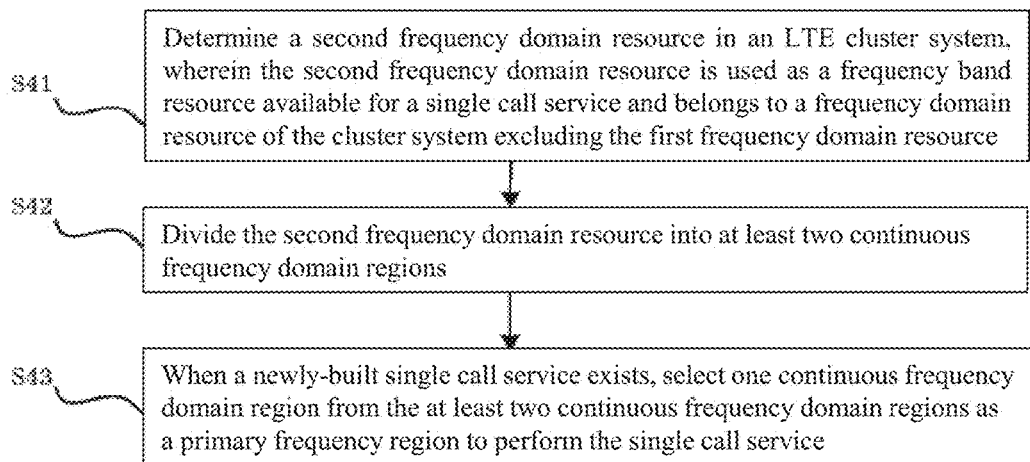 S41
Determine a second frequency domain resource in an LTE cluster system,
wherein the second frequency domain resource is used as a frequency band
resource available for a single call service and belongs to a frequency domain
resource of the cluster system excluding the first frequency domain resource
S42
Divide the second frequency domain resource into at least two continuous
frequency domain regions
S43
When a newly-built single call service exists, select one continuous frequency
domain region from the at least two continuous frequency domain regions as
a primary frequency region to perform the single call service